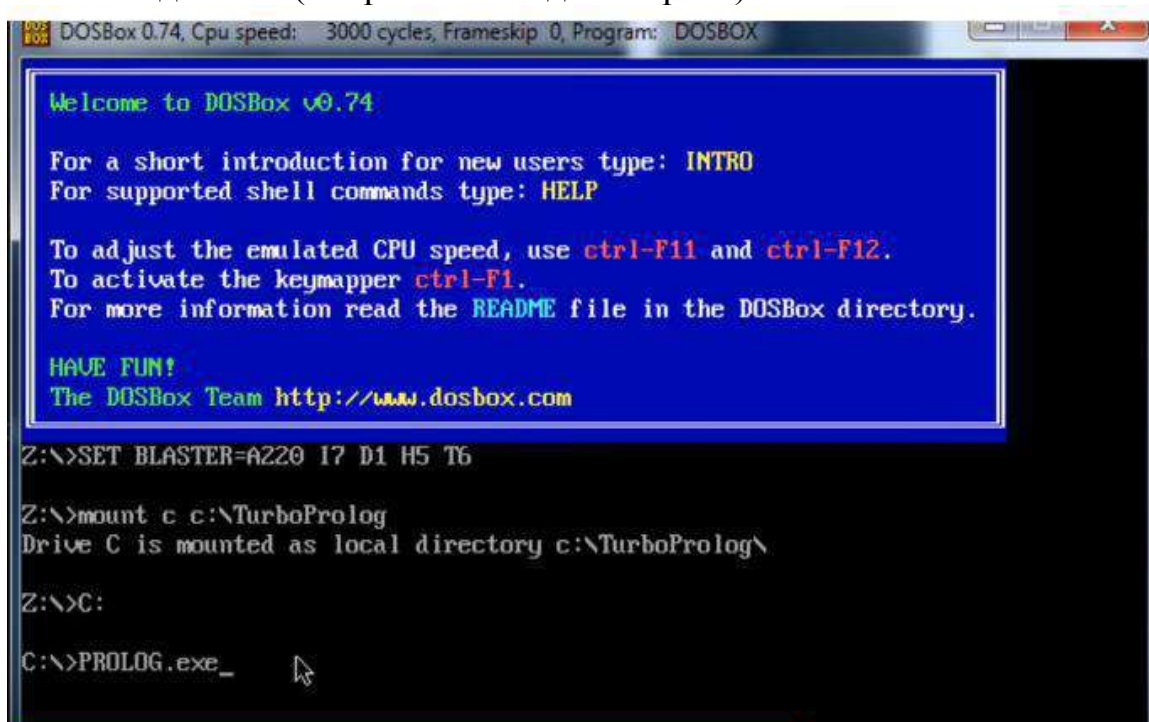 DOSBox 0.74, Cpu speed: 3000 cycles, Frameskip 0, Program: DOSBOX
Welcome to DOSBox v0.74
For a short introduction for new users type: INTRO
For supported shell commands type: HELP
To adjust the emulated CPU speed, use ctrl-F11 and ctrl-F12.
To activate the keymapper ctrl-F1.
For more information read the README file in the DOSBox directory.
HAVE FUN!
The DOSBox Team http://www.dosbox.com
Z:\>SET BLASTER=A220 I7 D1 H5 T6
Z:\>mount c c:\TurboProlog
Drive C is mounted as local directory c:\TurboProlog\
Z:\>C:
C:\>PROLOG.exe_